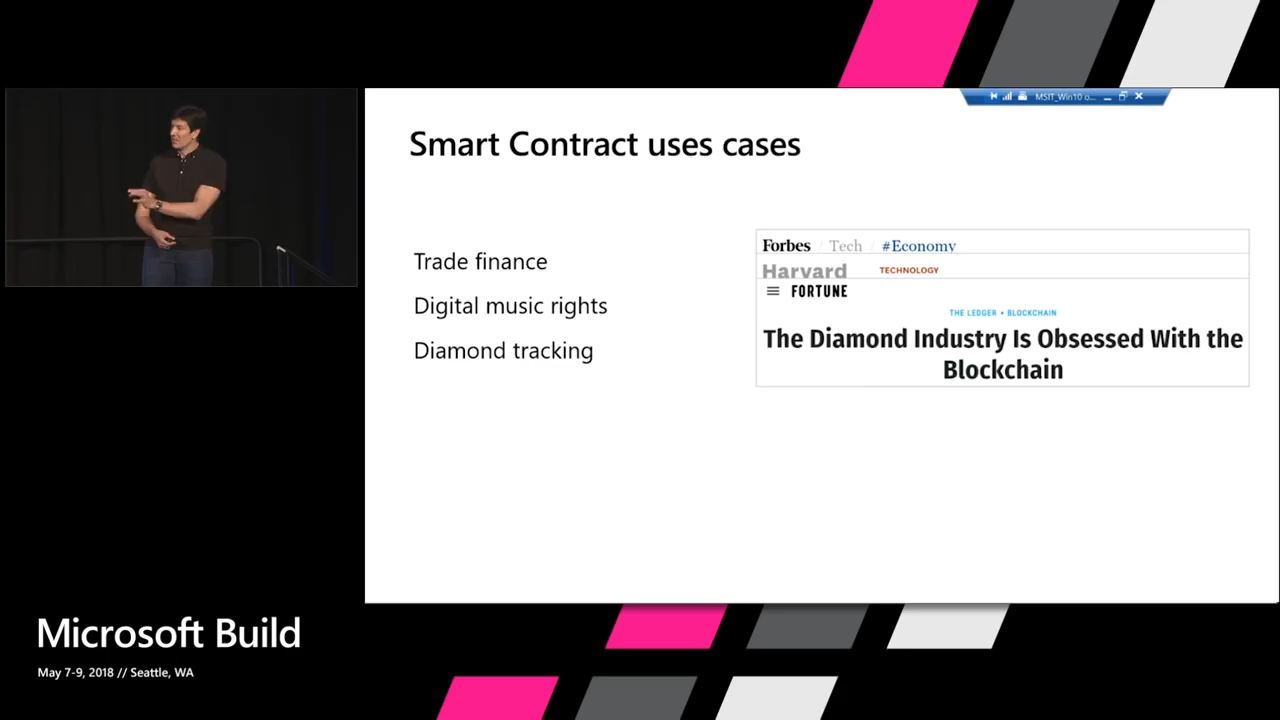 MSIT_Win10 o...
Smart Contract uses cases
Trade finance
Digital music rights
Diamond tracking
Forbes / Tech / #Economy
Harvard TECHNOLOGY
FORTUNE
THE LEDGER • BLOCKCHAIN
The Diamond Industry Is Obsessed With the
Blockchain
Microsoft Build
May 7-9, 2018 // Seattle, WA